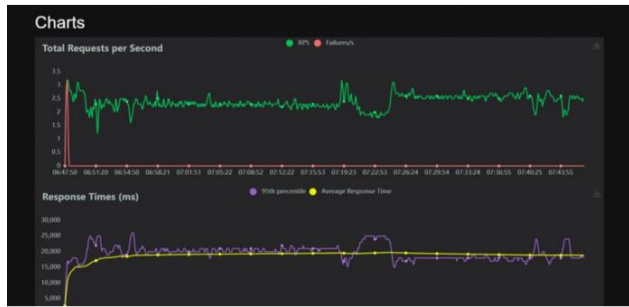 Charts
Total Requests per Second
RPS Failures/s
3.5
3
2.5
2
1.5
1
0.5
0
06:47:50 06:51:20 06:54:50 06:58:21 07:01:53 07:05:22 07:08:52 07:12:22 07:15:53 07:19:23 07:22:53 07:26:24 07:29:54 07:33:24 07:36:55 07:40:25 07:43:55
Response Times (ms)
95th percentile Average Response Time
30,000
25,000
20,000
15,000
10,000
5,000